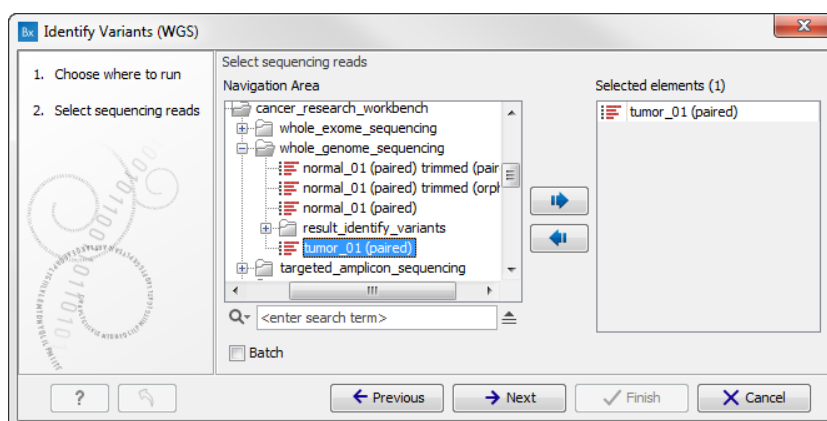 Bx Identify Variants (WGS)
1. Choose where to run
2. Select sequencing reads
Select sequencing reads
Navigation Area
cancer_research_workbench
whole_exome_sequencing
whole_genome_sequencing
normal_01 (paired) trimmed (pair
normal_01 (paired) trimmed (orph
normal_01 (paired)
result_identify_variants
tumor_01 (paired)
targeted_amplicon_sequencing
<enter search term>
Batch
Selected elements (1)
tumor_01 (paired)
? Previous Next Finish Cancel